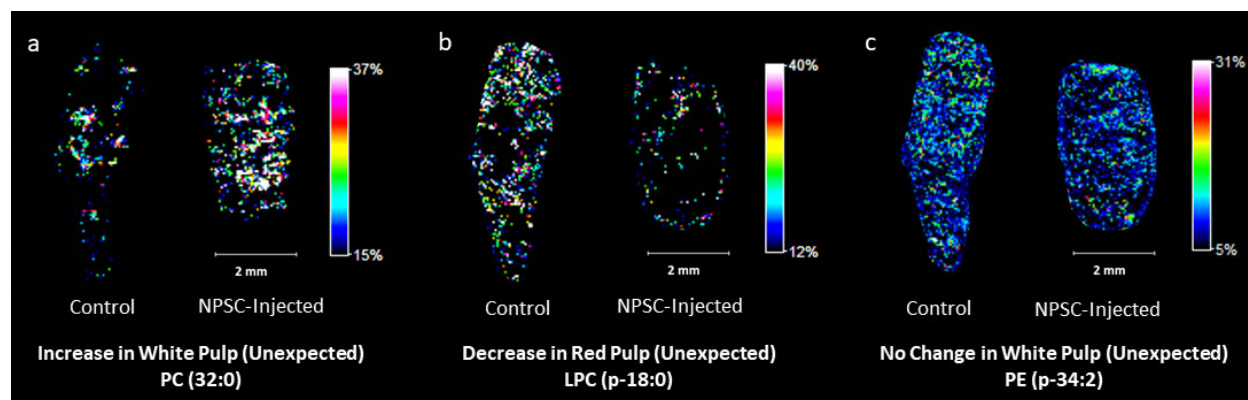 a
37%
15%
2 mm
Control
NPSC-Injected
Increase in White Pulp (Unexpected)
PC (32:0)
b
40%
12%
2 mm
Control
NPSC-Injected
Decrease in Red Pulp (Unexpected)
LPC (p-18:0)
c
31%
5%
2 mm
Control
NPSC-Injected
No Change in White Pulp (Unexpected)
PE (p-34:2)